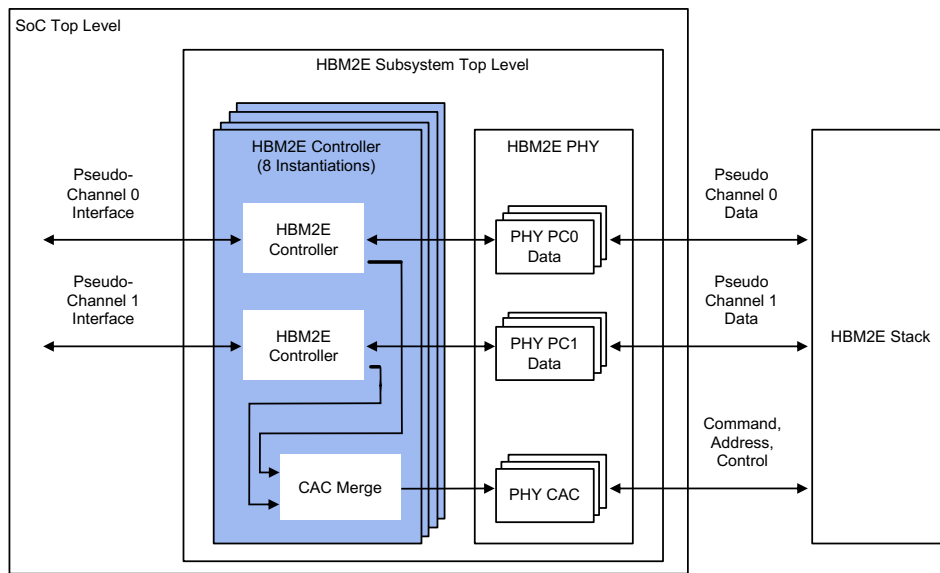 SoC Top Level
HBM2E Subsystem Top Level
HBM2E Controller
(8 Instantiations)
HBM2E PHY
Pseudo-
Channel 0
Interface
HBM2E
Controller
PHY PC0
Data
Pseudo
Channel 0
Data
Pseudo-
Channel 1
Interface
HBM2E
Controller
PHY PC1
Data
Pseudo
Channel 1
Data
HBM2E Stack
Command,
Address,
Control
CAC Merge
PHY CAC